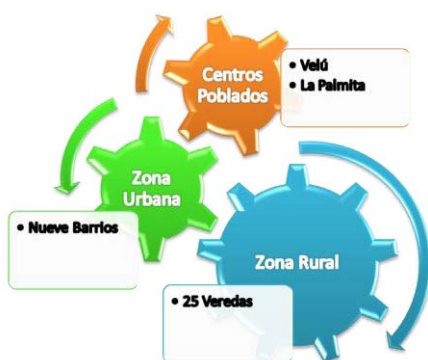 Centros
Poblados
• Velú
• La Palmita
Zona
Urbana
• Nueve Barrios
Zona Rural
• 25 Veredas